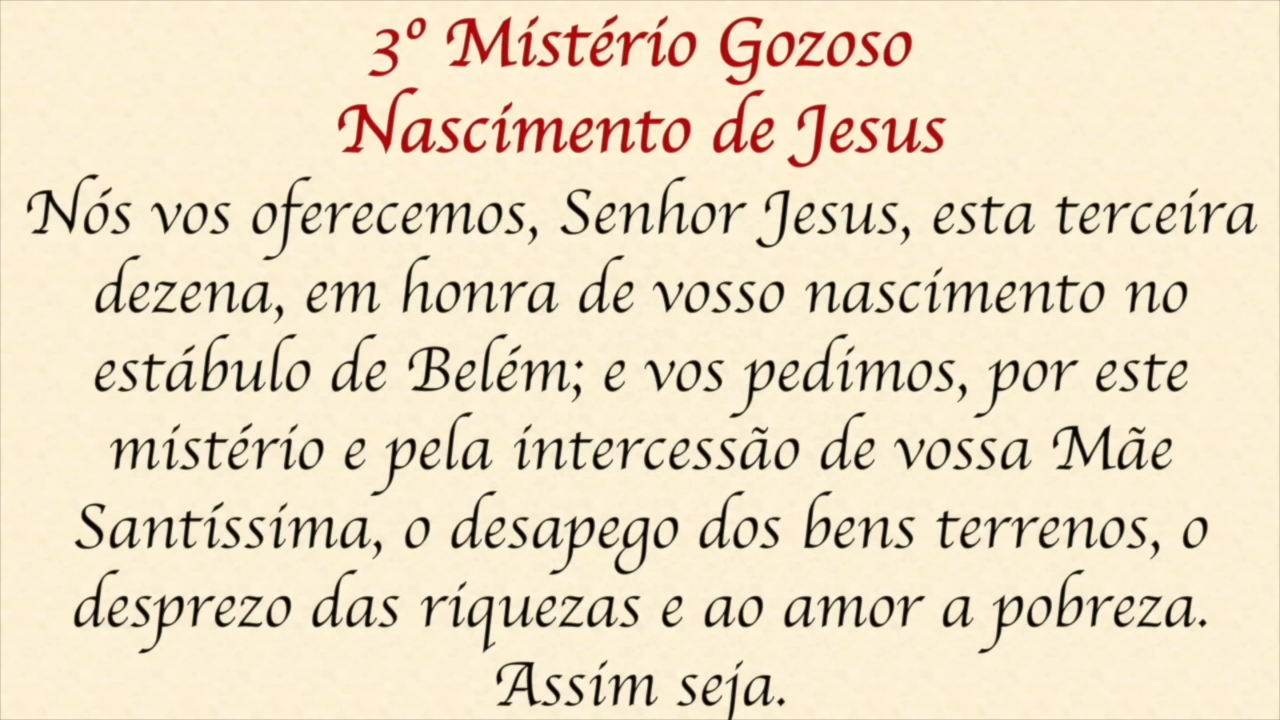 3º Mistério Gozoso
Nascimento de Jesus
Nós vos oferecemos, Senhor Jesus, esta terceira
dezena, em honra de vosso nascimento no
estábulo de Belém; e vos pedimos, por este
mistério e pela intercessão de vossa Mãe
Santíssima, o desapego dos bens terrenos, o
desprezo das riquezas e ao amor a pobreza.
Assim seja.